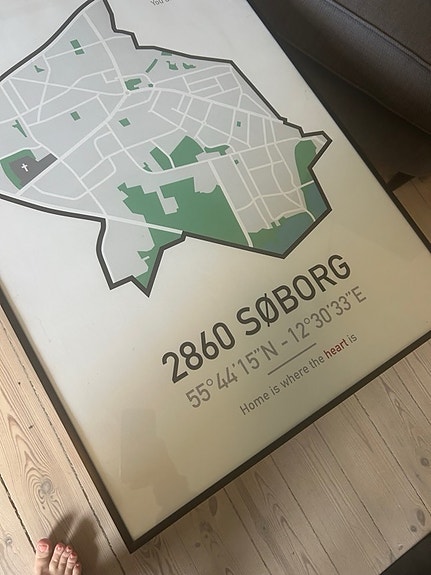 2860 SØBORG
55°44'15"N - 12°30'33"E
Home is where the heart is